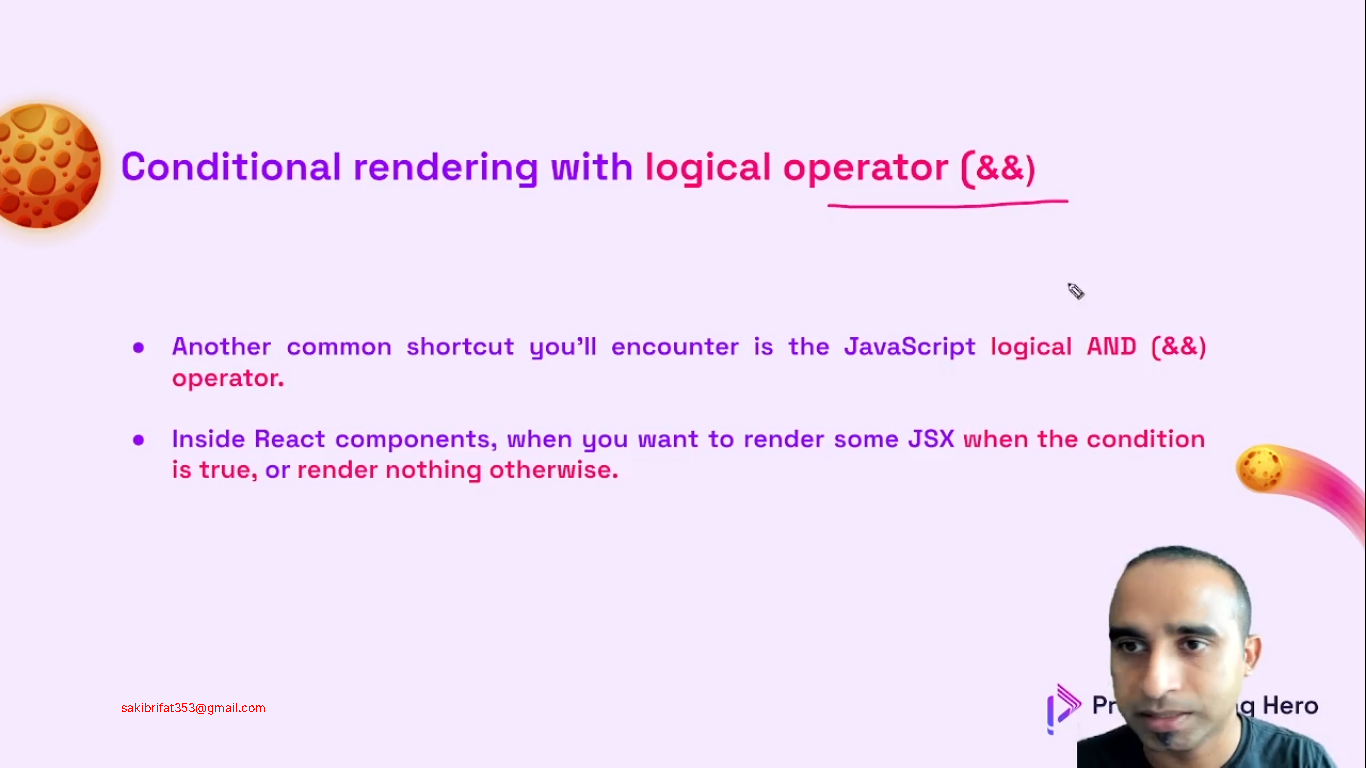 Conditional rendering with logical operator (&&)
● Another common shortcut you’ll encounter is the JavaScript logical AND (&&)
operator.
● Inside React components, when you want to render some JSX when the condition
is true, or render nothing otherwise.
sakibrifat353@gmail.com
Hero